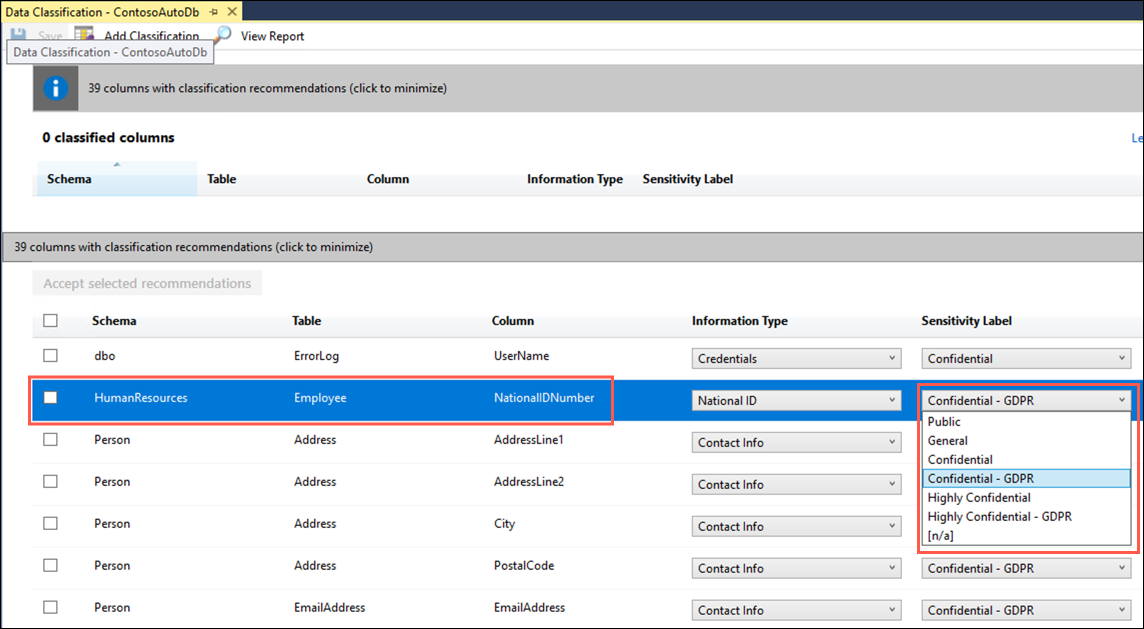 Data Classification - ContosoAutoDb
Save Add Classification View Report
Data Classification - ContosoAutoDb
39 columns with classification recommendations (click to minimize)
0 classified columns
Le
Schema Table Column Information Type Sensitivity Label
39 columns with classification recommendations (click to minimize)
Accept selected recommendations
Schema Table Column Information Type Sensitivity Label
dbo ErrorLog UserName Credentials Confidential
HumanResources Employee NationalIDNumber National ID Confidential - GDPR
Public
General
Person Address AddressLine1 Contact Info
Confidential
Confidential - GDPR
Person Address AddressLine2 Contact Info
Highly Confidential
Highly Confidential - GDPR
Person Address City Contact Info
[n/a]
Person Address PostalCode Contact Info Confidential - GDPR
Person EmailAddress EmailAddress Contact Info Confidential - GDPR